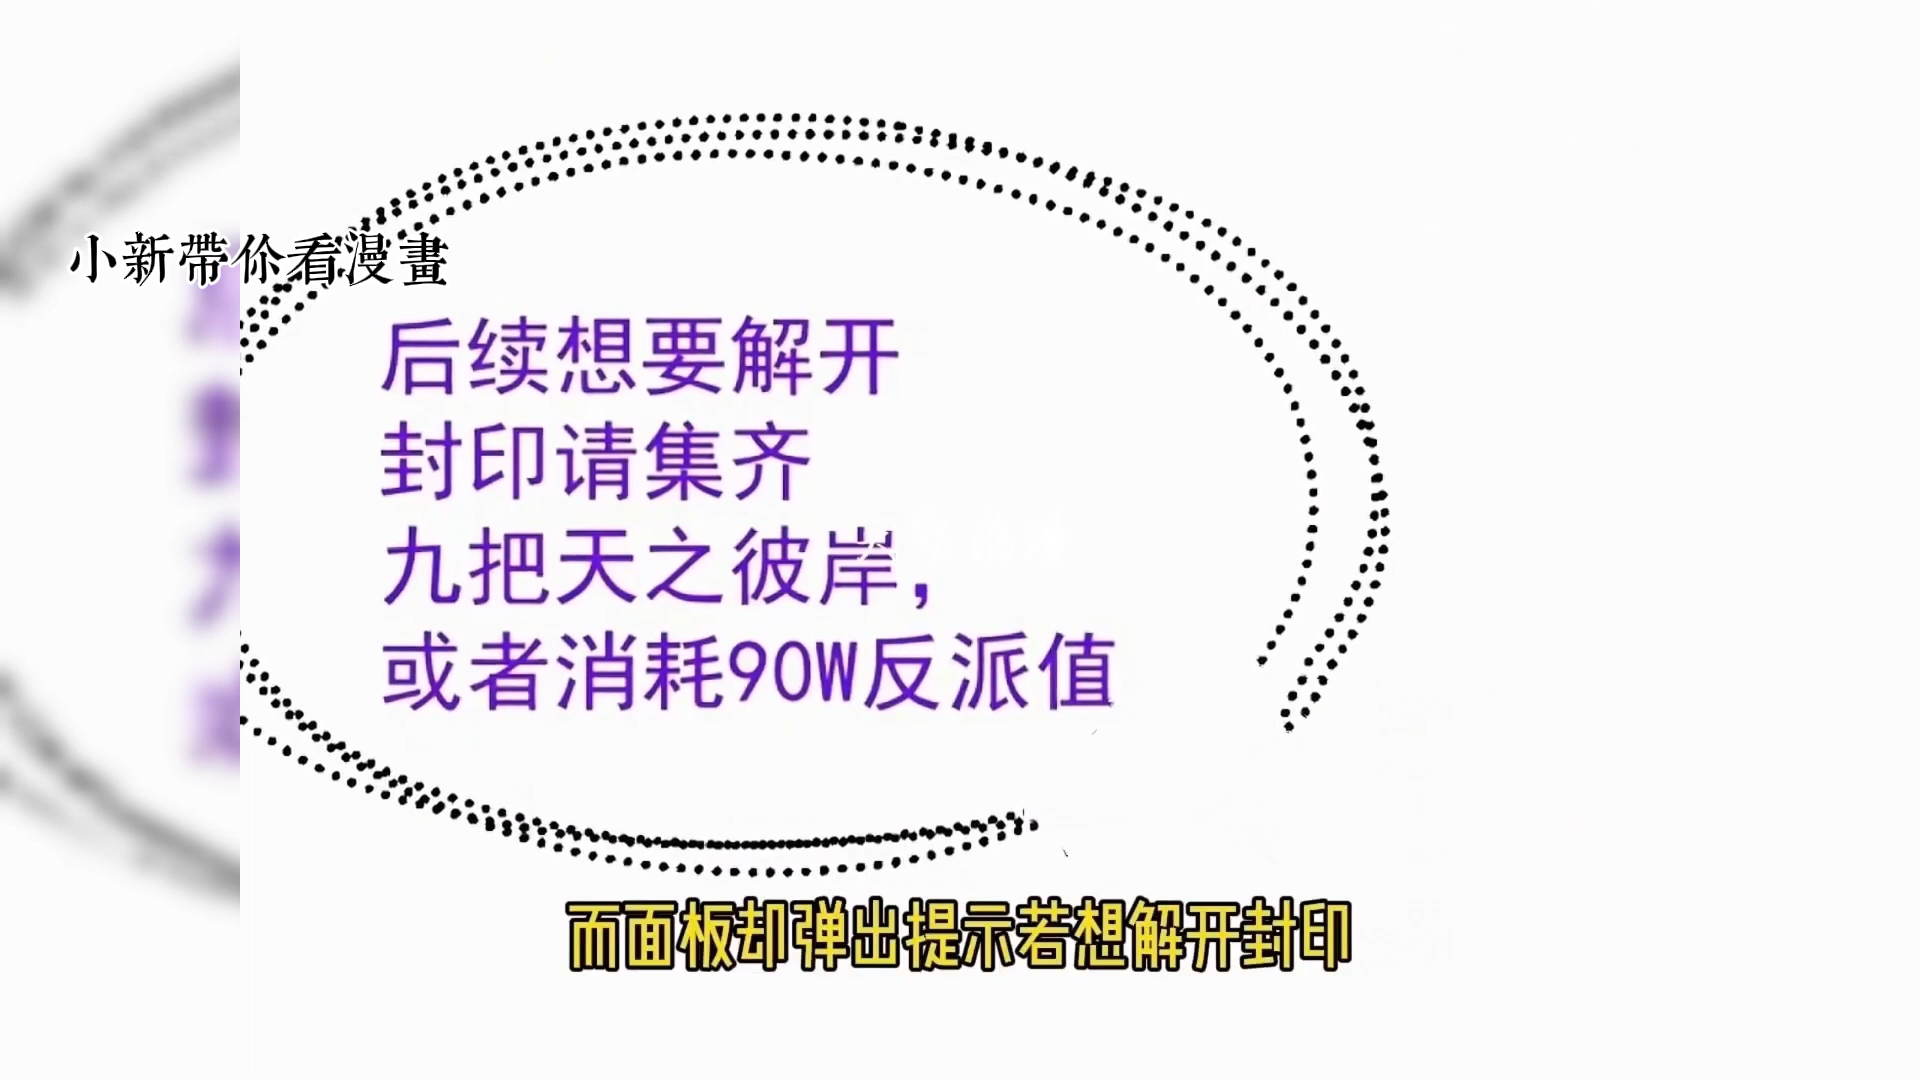 小新帶你看漫畫
后续想要解开
封印请集齐
九把天之彼岸，
或者消耗90W反派值
而面板却弹出提示若想解开封印